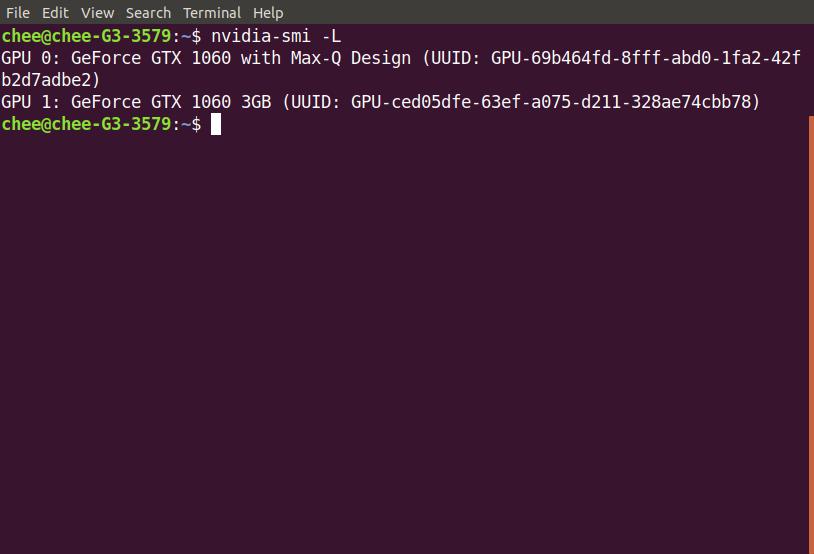 File Edit View Search Terminal Help
chee@chee-G3-3579:~$ nvidia-smi -L
GPU 0: GeForce GTX 1060 with Max-Q Design (UUID: GPU-69b464fd-8fff-abd0-1fa2-42f
b2d7adbe2)
GPU 1: GeForce GTX 1060 3GB (UUID: GPU-ced05dfe-63ef-a075-d211-328ae74cbb78)
chee@chee-G3-3579:~$